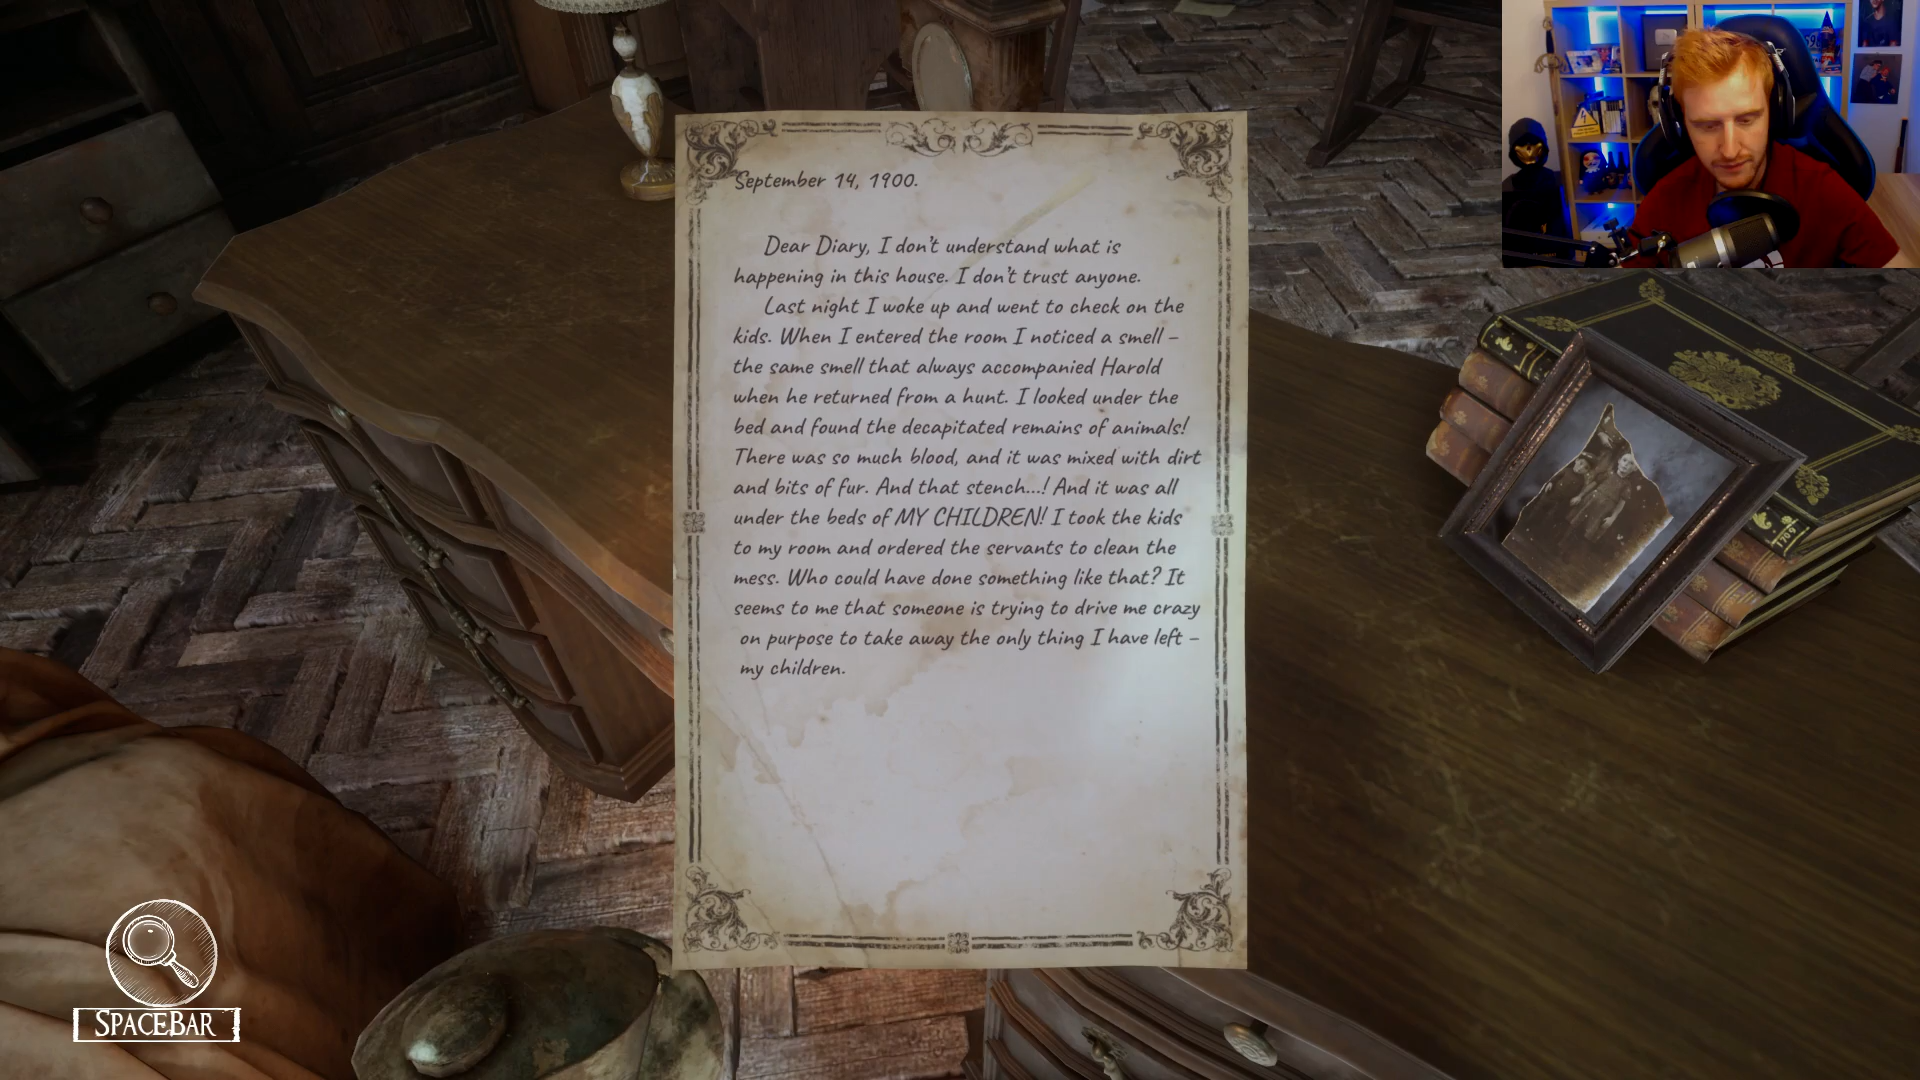 September 14, 1900.
Dear Diary, I don't understand what is
happening in this house. I don't trust anyone.
Last night I woke up and went to check on the
kids. When I entered the room I noticed a smell –
the same smell that always accompanied Harold
when he returned from a hunt. I looked under the
bed and found the decapitated remains of animals!
There was so much blood, and it was mixed with dirt
and bits of fur. And that stench...! And it was all
under the beds of MY CHILDREN! I took the kids
to my room and ordered the servants to clean the
mess. Who could have done something like that? It
seems to me that someone is trying to drive me crazy
on purpose to take away the only thing I have left –
my children.
1709
SPACEBAR